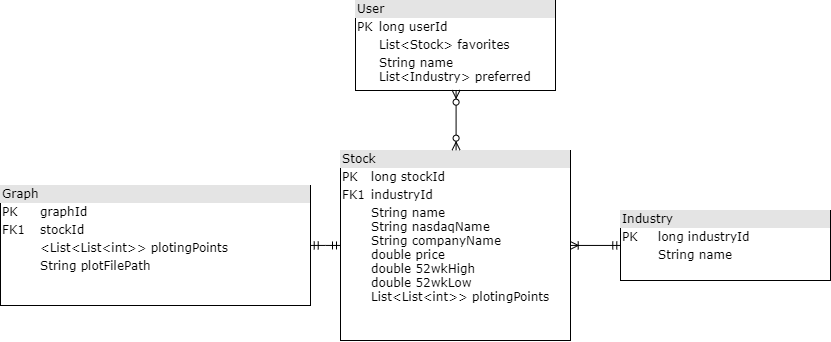 User
PK long userId
List<Stock> favorites
String name
List<Industry> preferred
Stock
PK long stockId
FK1 industryId
String name
String nasdaqName
String companyName
double price
double 52wkHigh
double 52wkLow
List<List<int>> plotingPoints
Graph
PK graphId
FK1 stockId
<List<List<int>> plotingPoints
String plotFilePath
Industry
PK long industryId
String name